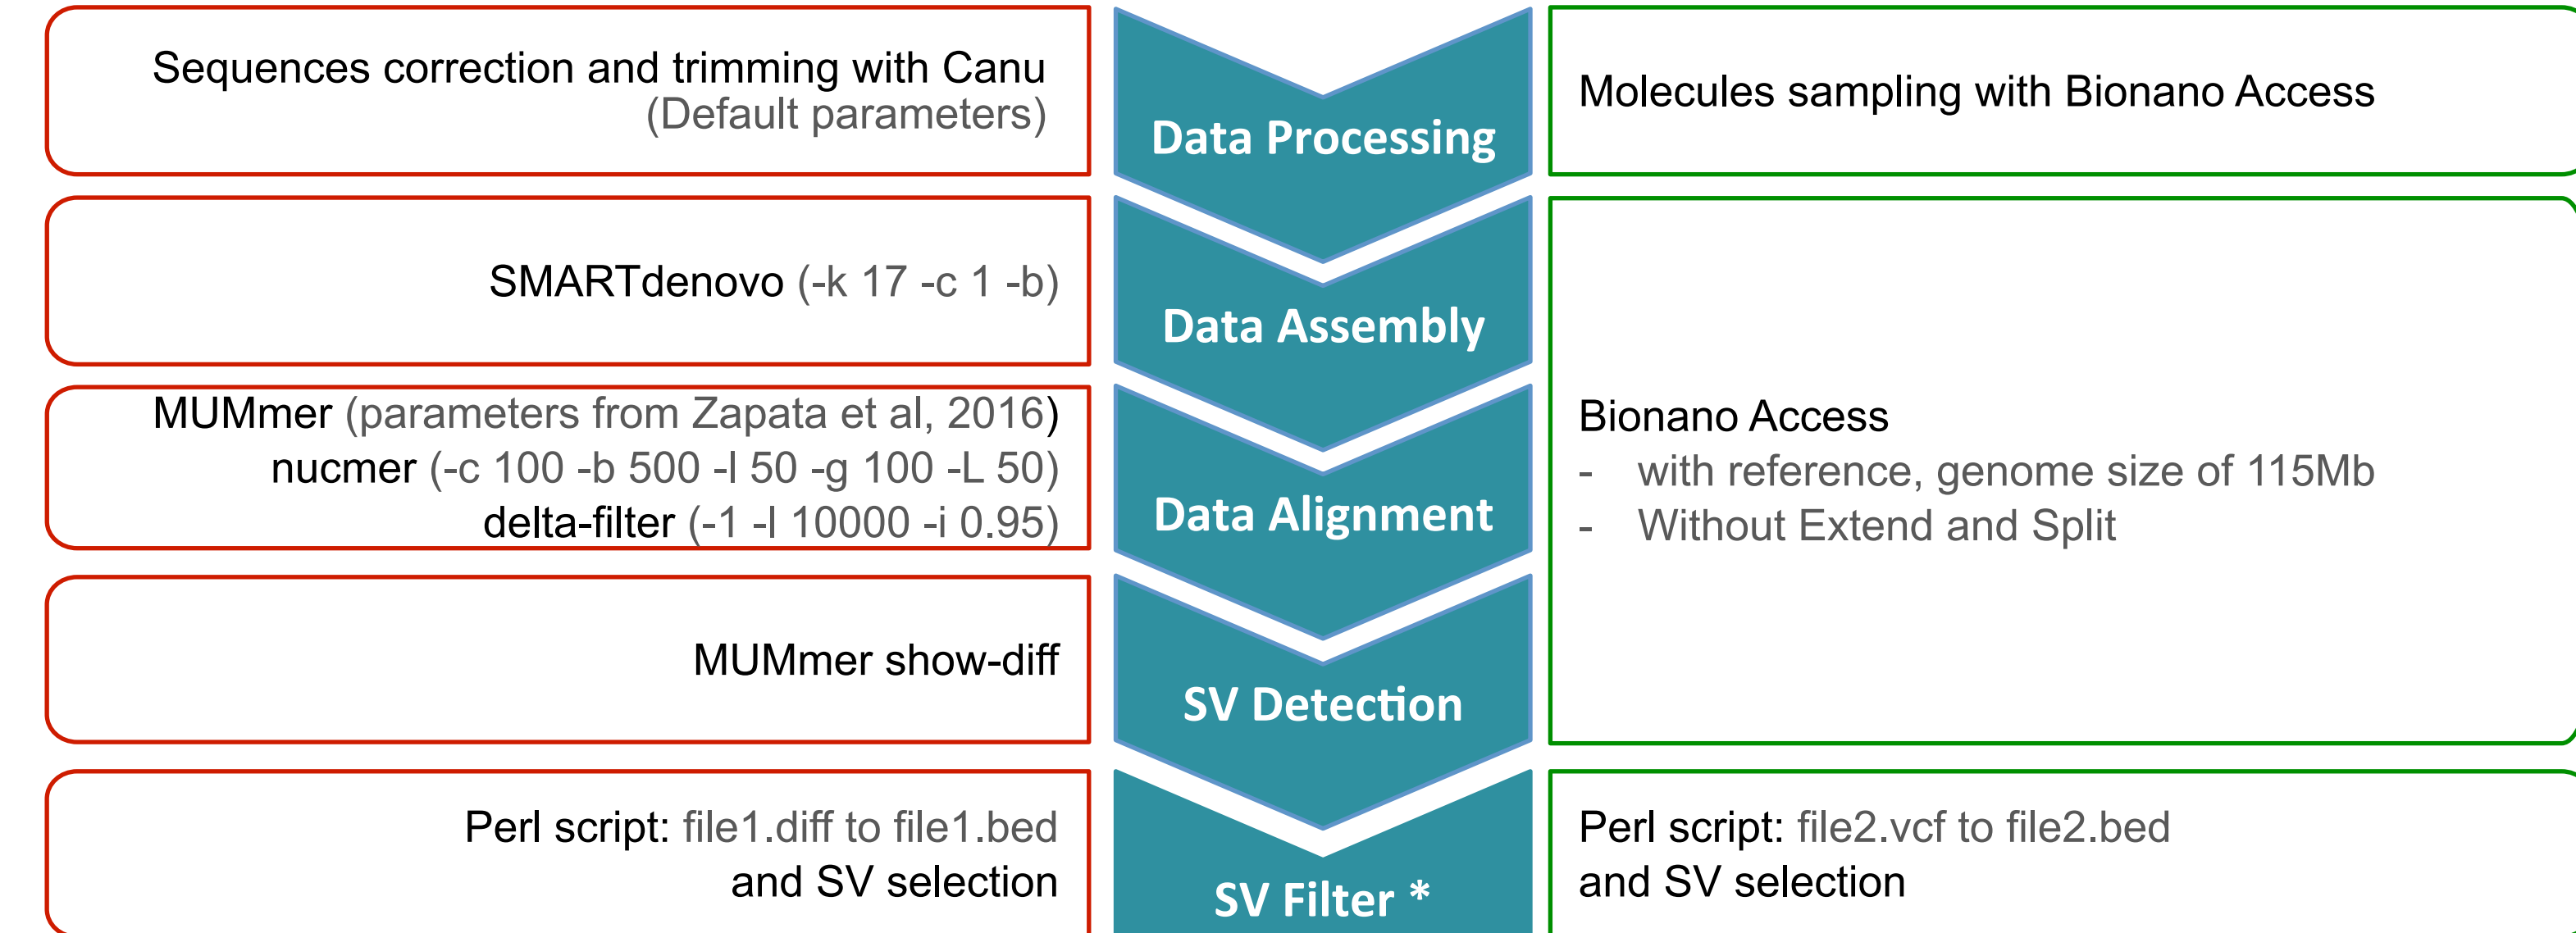 Sequences correction and trimming with Canu
(Default parameters)
Data Processing
Molecules sampling with Bionano Access
SMARTdenovo (-k 17 -c 1 -b)
Data Assembly
MUMmer (parameters from Zapata et al, 2016)
nucmer (-c 100 -b 500 -l 50 -g 100 -L 50)
delta-filter (-1 -l 10000 -i 0.95)
Data Alignment
Bionano Access
- with reference, genome size of 115Mb
- Without Extend and Split
MUMmer show-diff
SV Detection
Perl script: file1.diff to file1.bed
and SV selection
SV Filter *
Perl script: file2.vcf to file2.bed
and SV selection